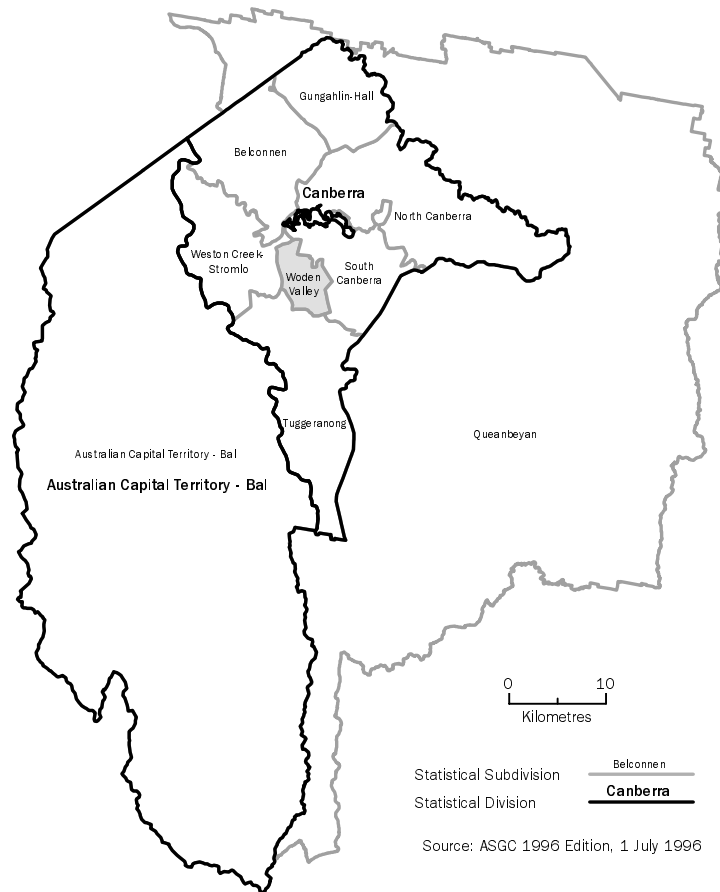 Gungahlin-Hall
Belconnen
Canberra
North Canberra
Weston Creek-
Stromlo
South
Canberra
Woden
Valley
Tuggeranong
Queanbeyan
Australian Capital Territory - Bal
Australian Capital Territory - Bal
0 10
Kilometres
Belconnen
Statistical Subdivision
Canberra
Statistical Division
Source: ASGC 1996 Edition, 1 July 1996